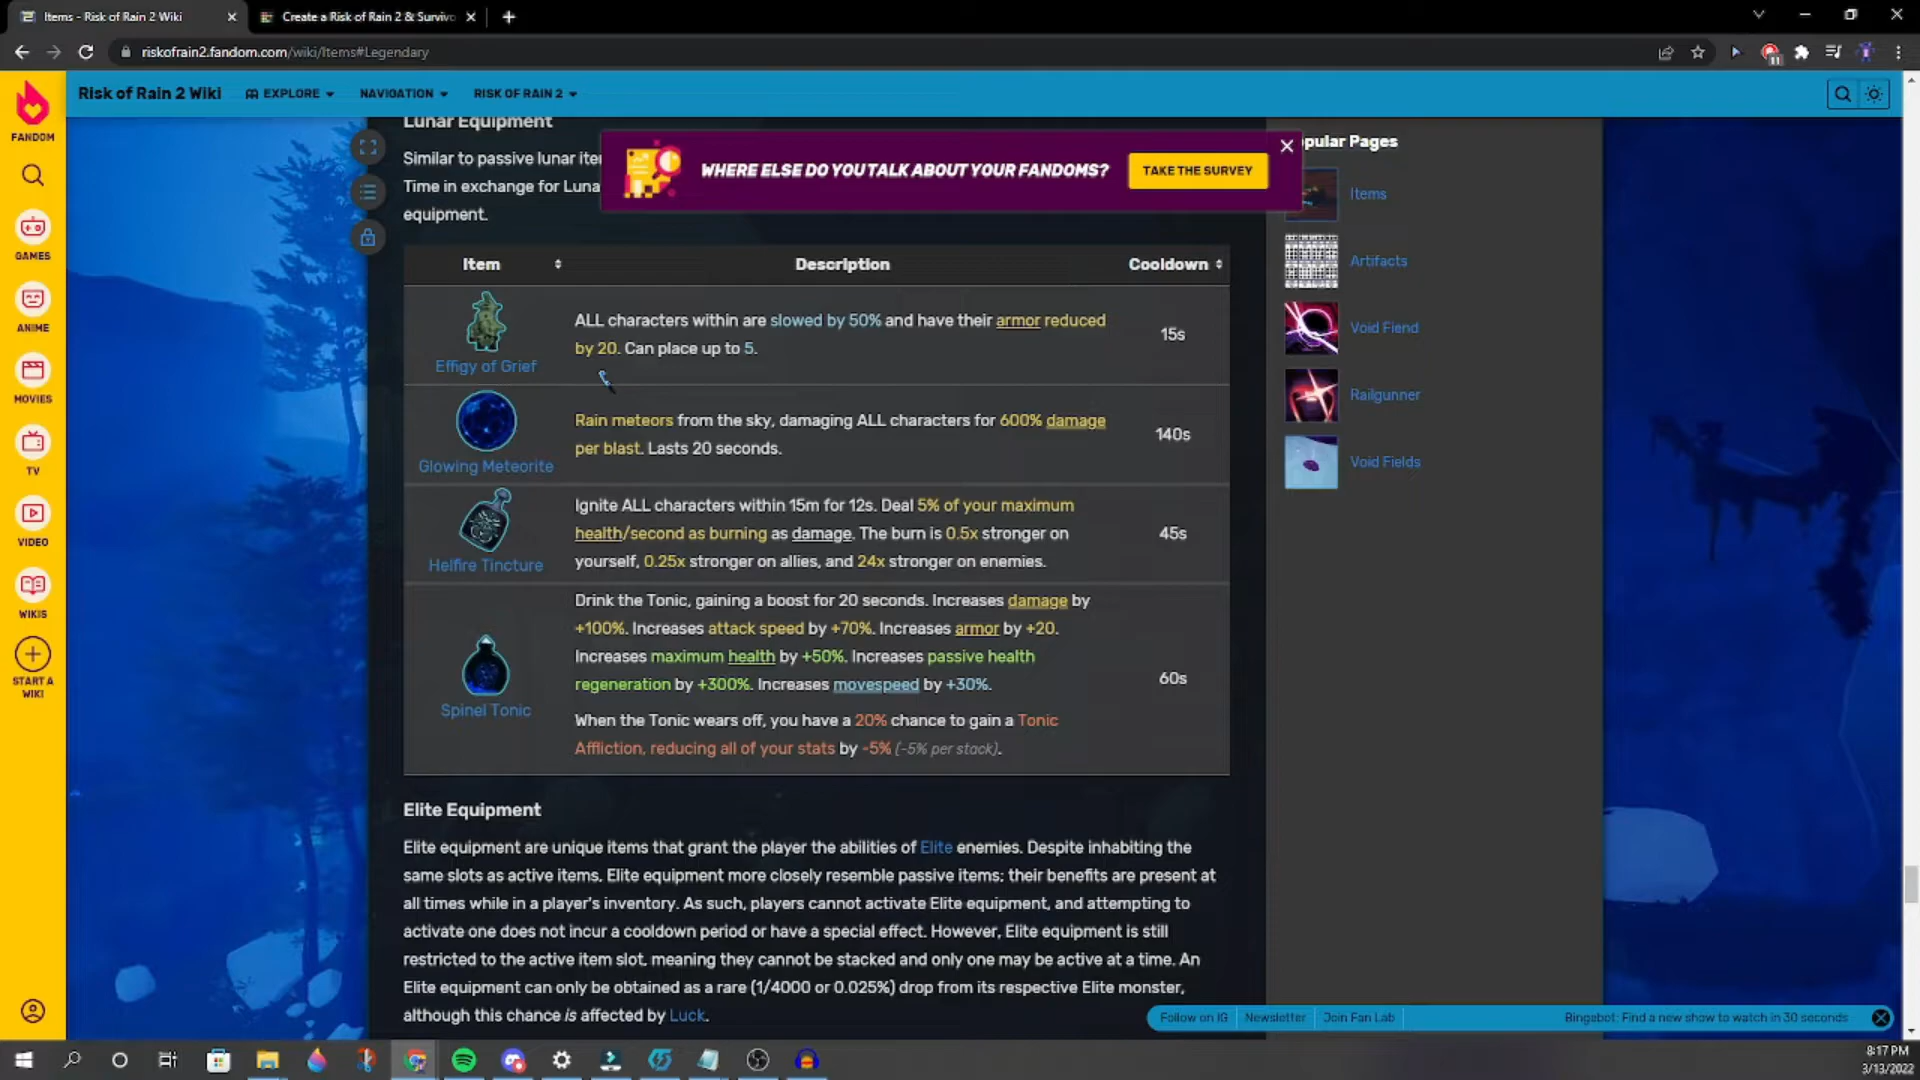 Items - Risk of Rain 2 Wiki
Create a Risk of Rain 2 & Survivo
riskofrain2.fandom.com/wiki/Items#Legendary
11
Risk of Rain 2 Wiki
EXPLORE
NAVIGATION
RISK OF RAIN 2
FANDOM
GAMES
ANIME
MOVIES
TV
VIDEO
WIKIS
START A
WIKI
Lunar Equipment
Similar to passive lunar ite
Time in exchange for Luna
equipment.
WHERE ELSE DO YOU TALK ABOUT YOUR FANDOMS?
TAKE THE SURVEY
opular Pages
Items
Artifacts
Void Fiend
Railgunner
Void Fields
Item
Description
Cooldown
Effigy of Grief
ALL characters within are slowed by 50% and have their armor reduced
by 20. Can place up to 5.
15s
Glowing Meteorite
Rain meteors from the sky, damaging ALL characters for 600% damage
per blast. Lasts 20 seconds.
140s
Helfire Tincture
Ignite ALL characters within 15m for 12s. Deal 5% of your maximum
health/second as burning as damage. The burn is 0.5x stronger on
yourself, 0.25x stronger on allies, and 24x stronger on enemies.
45s
Spinel Tonic
Drink the Tonic, gaining a boost for 20 seconds. Increases damage by
+100%. Increases attack speed by +70%. Increases armor by +20.
Increases maximum health by +50%. Increases passive health
regeneration by +300%. Increases movespeed by +30%.
When the Tonic wears off, you have a 20% chance to gain a Tonic
Affliction, reducing all of your stats by -5% (-5% per stack).
60s
Elite Equipment
Elite equipment are unique items that grant the player the abilities of Elite enemies. Despite inhabiting the
same slots as active items, Elite equipment more closely resemble passive items; their benefits are present at
all times while in a player's inventory. As such, players cannot activate Elite equipment, and attempting to
activate one does not incur a cooldown period or have a special effect. However, Elite equipment is still
restricted to the active item slot, meaning they cannot be stacked and only one may be active at a time. An
Elite equipment can only be obtained as a rare (1/4000 or 0.025%) drop from its respective Elite monster,
although this chance is affected by Luck.
Follow on IG
Newsletter
Join Fan Lab
Bingebot: Find a new show to watch in 30 seconds
8:17 PM
3/13/2022